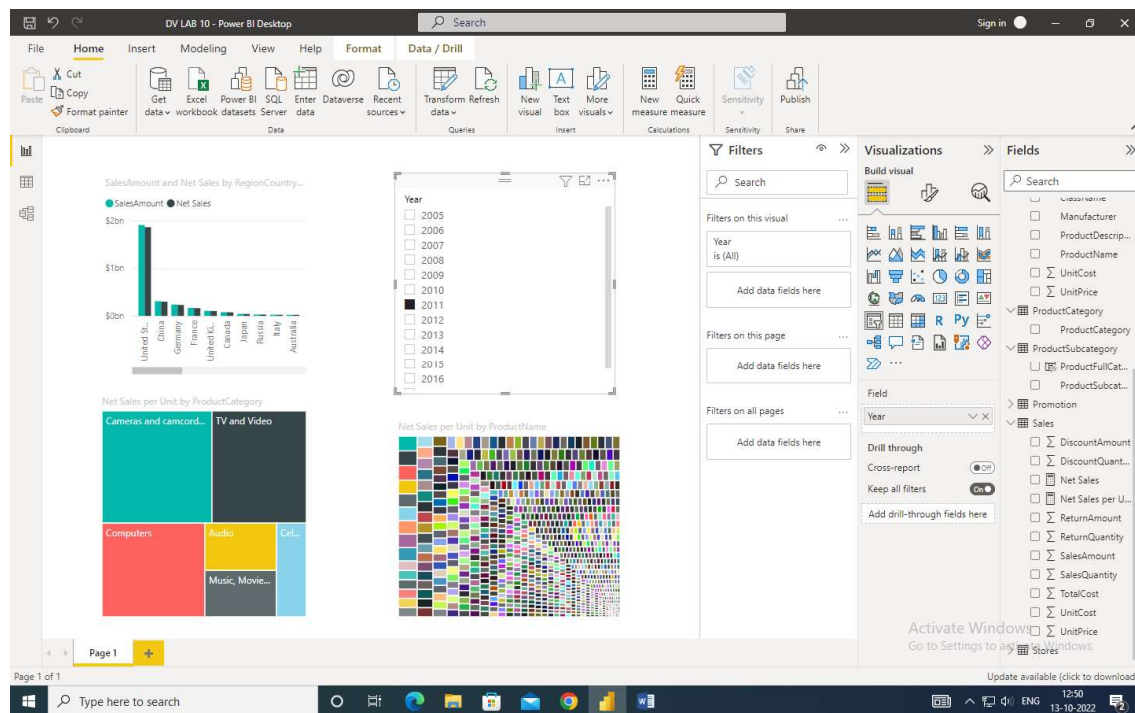 DV LAB 10 - Power BI Desktop
Search
Sign in
File Home Insert Modeling View Help Format Data / Drill
Paste
Cut
Copy
Format painter
Clipboard
Get data
Excel workbook
Power BI datasets
SQL Server
Enter data
Dataverse
Recent sources
Data
Transform data
Refresh
Queries
New visual
Text box
More visuals
Insert
New measure
Quick measure
Calculations
Sensitivity
Sensitivity
Publish
Share
SalesAmount and Net Sales by RegionCountry...
SalesAmount Net Sales
$2bn
$1bn
$0bn
United St...
China
Germany
France
United Ki...
Canada
Japan
Russia
Italy
Australia
Year
2005
2006
2007
2008
2009
2010
2011
2012
2013
2014
2015
2016
Net Sales per Unit by ProductCategory
Cameras and camcord...
TV and Video
Computers
Audio
Cel...
Music, Movie...
Net Sales per Unit by ProductName
Filters
Search
Filters on this visual
Year
is (All)
Add data fields here
Filters on this page
Add data fields here
Filters on all pages
Add data fields here
Visualizations
Build visual
123
R Py
Field
Year
Drill through
Cross-report
Off
Keep all filters
On
Add drill-through fields here
Fields
Search
ClassName
Manufacturer
ProductDescrip...
ProductName
UnitCost
UnitPrice
ProductCategory
ProductCategory
ProductSubcategory
ProductFullCat...
ProductSubcat...
Promotion
Sales
DiscountAmount
DiscountQuant...
Net Sales
Net Sales per U...
ReturnAmount
ReturnQuantity
SalesAmount
SalesQuantity
TotalCost
UnitCost
UnitPrice
Stores
Activate Windows
Go to Settings to activate Windows.
Page 1
Page 1 of 1
Update available (click to download
Type here to search
ENG
12:50
13-10-2022
2